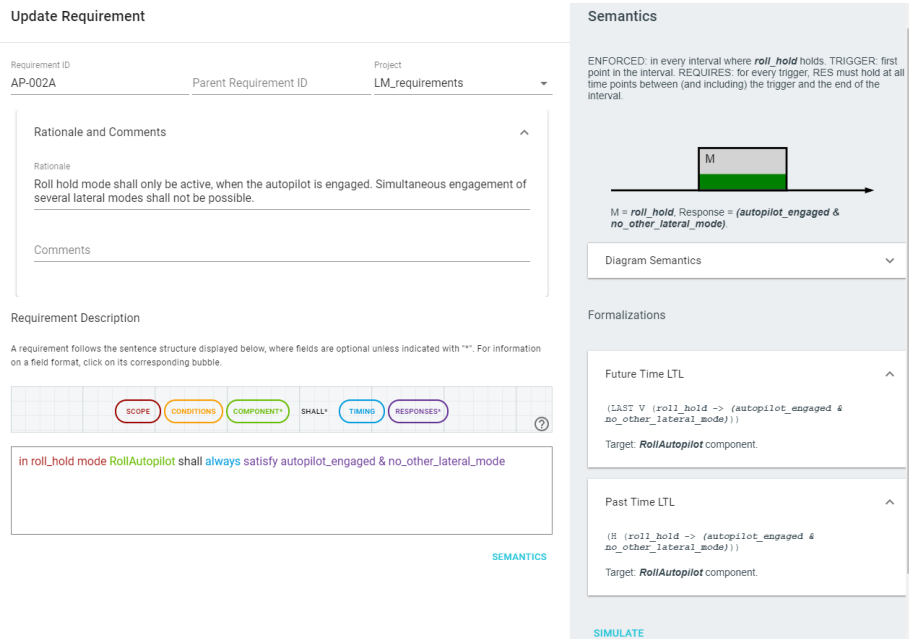 Update Requirement
Requirement ID
AP-002A
Parent Requirement ID
Project
LM_requirements
Rationale and Comments
Rationale
Roll hold mode shall only be active, when the autopilot is engaged. Simultaneous engagement of
several lateral modes shall not be possible.
Comments
Requirement Description
A requirement follows the sentence structure displayed below, where fields are optional unless indicated with "*". For information
on a field format, click on its corresponding bubble.
SCOPE CONDITIONS COMPONENT* SHALL* TIMING RESPONSES*
?
in roll_hold mode RollAutopilot shall always satisfy autopilot_engaged & no_other_lateral_mode
SEMANTICS
Semantics
ENFORCED: in every interval where roll_hold holds. TRIGGER: first
point in the interval. REQUIRES: for every trigger, RES must hold at all
time points between (and including) the trigger and the end of the
interval.
M
M = roll_hold, Response = (autopilot_engaged &
no_other_lateral_mode).
Diagram Semantics
Formalizations
Future Time LTL
(LAST V (roll_hold -> (autopilot_engaged &
no_other_lateral_mode)))
Target: RollAutopilot component.
Past Time LTL
(H (roll_hold -> (autopilot_engaged &
no_other_lateral_mode)))
Target: RollAutopilot component.
SIMULATE